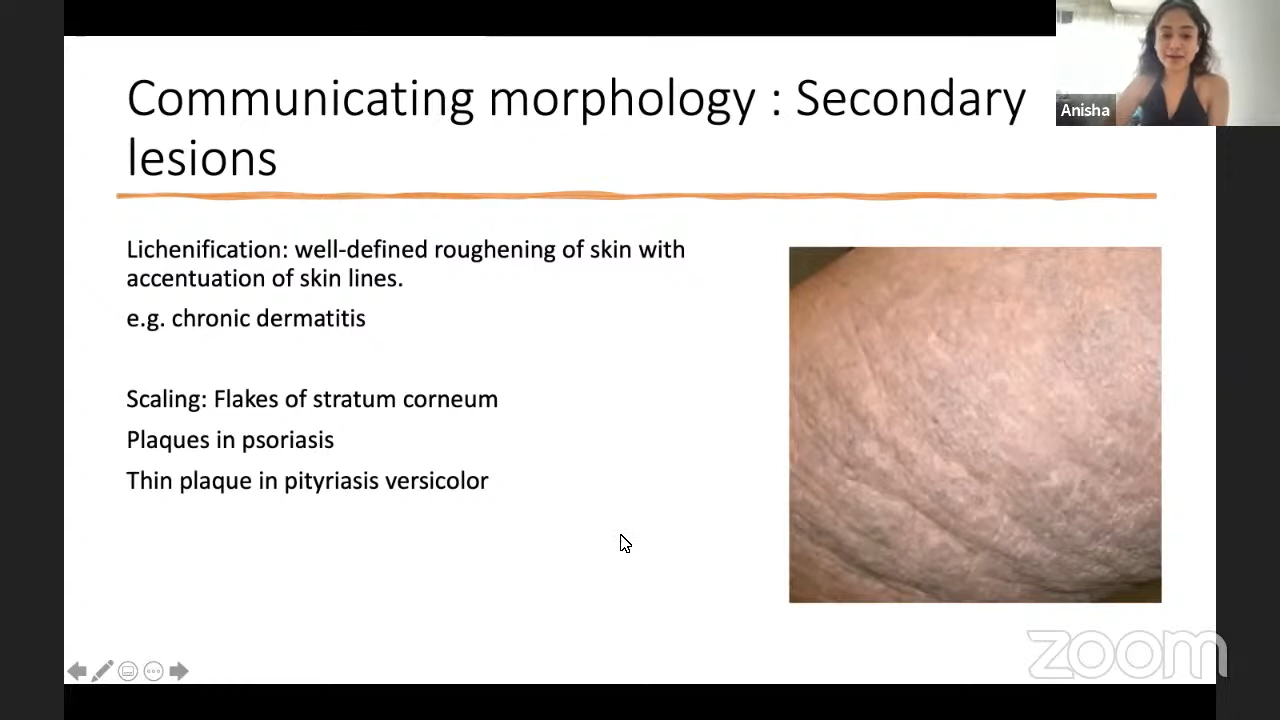 Communicating morphology : Secondary
lesions
Anisha
Lichenification: well-defined roughening of skin with
accentuation of skin lines.
e.g. chronic dermatitis
Scaling: Flakes of stratum corneum
Plaques in psoriasis
Thin plaque in pityriasis versicolor
zoom